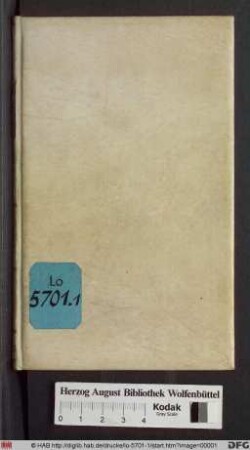 Lo
5701.1
Herzog August Bibliothek Wolfenbüttel
0 1 2 3 4
Kodak
Gray Scale
© HAB http://diglib.hab.de/drucke/lo-5701-1/start.htm?image=00001
DFG